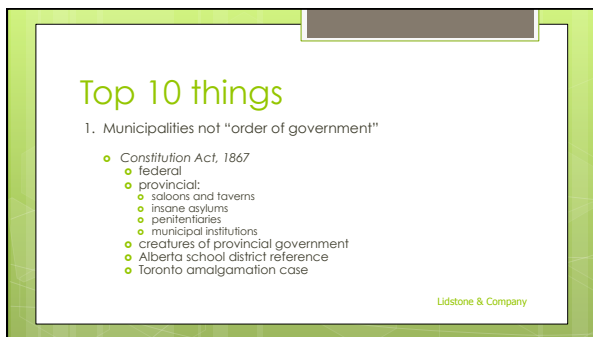 Top 10 things
1. Municipalities not “order of government”
Constitution Act, 1867
federal
provincial:
saloons and taverns
insane asylums
penitentiaries
municipal institutions
creatures of provincial government
Alberta school district reference
Toronto amalgamation case
Lidstone & Company